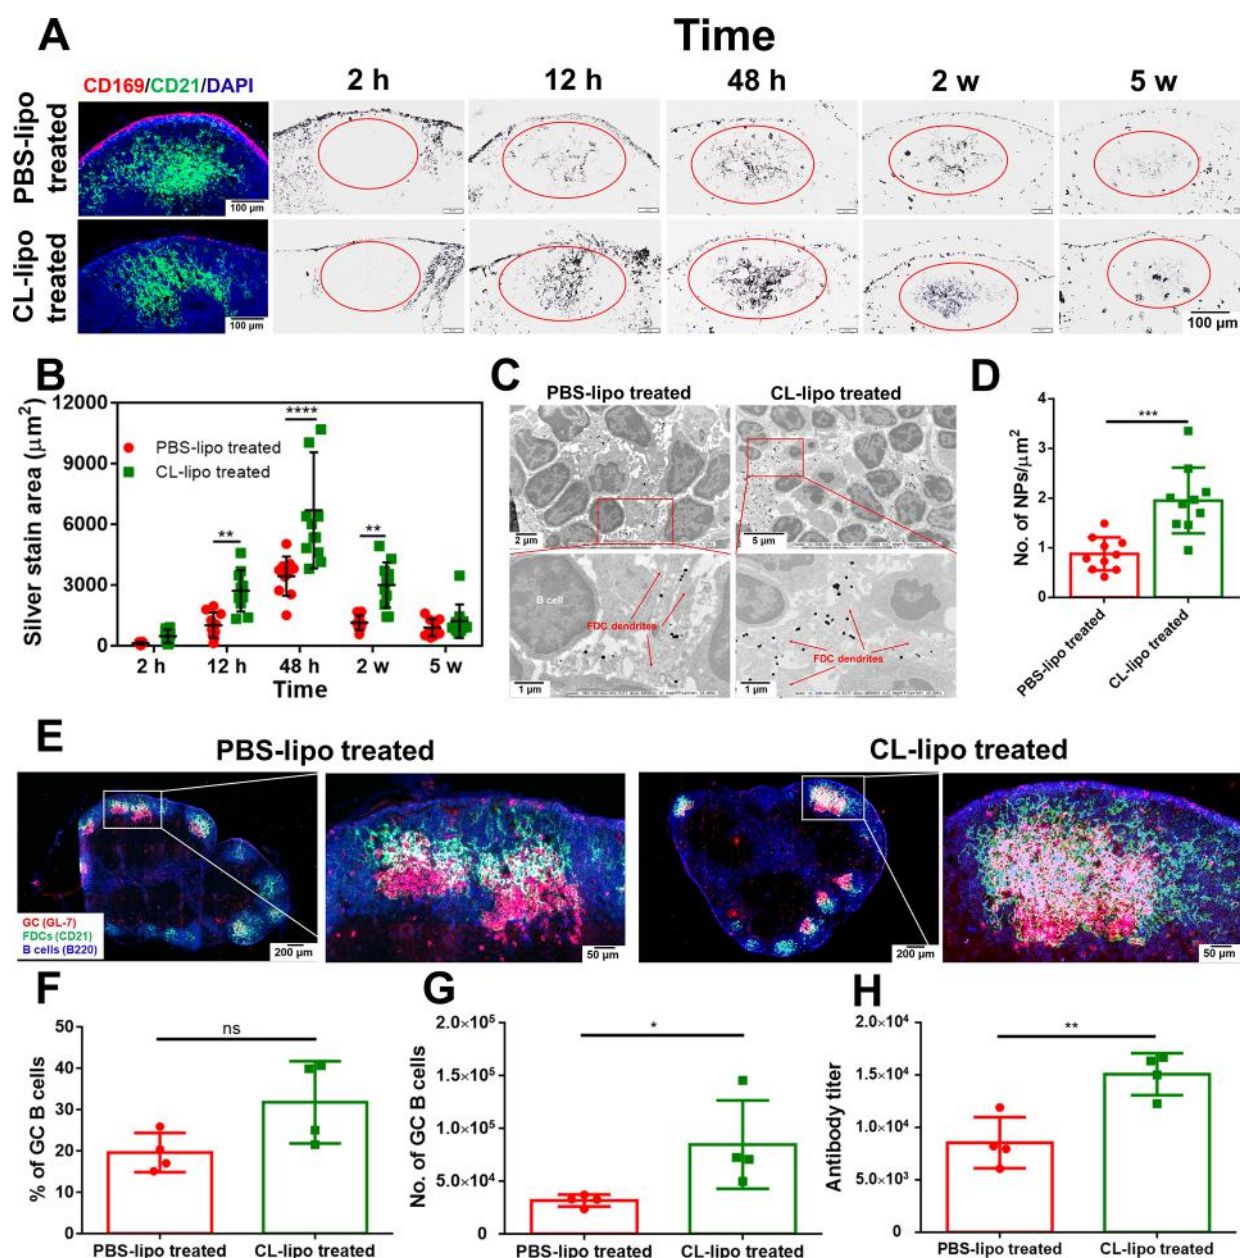 A
Time
CD169/CD21/DAPI
2 h
12 h
48 h
2 w
5 w
PBS-lipo
treated
100 µm
CL-lipo
treated
100 µm
100 µm
B
Silver stain area (µm²)
12000
9000
6000
3000
0
PBS-lipo treated
CL-lipo treated
**
****
**
2 h
12 h
48 h
2 w
5 w
Time
C
PBS-lipo treated
CL-lipo treated
2 µm
5 µm
B cell
FDC dendrites
FDC dendrites
1 µm
1 µm
D
No. of NPs/µm²
4
3
2
1
0
***
PBS-lipo treated
CL-lipo treated
E
PBS-lipo treated
CL-lipo treated
GC (GL-7)
FDCs (CD21)
B cells (B220)
200 µm
50 µm
200 µm
50 µm
F
% of GC B cells
50
40
30
20
10
0
ns
PBS-lipo treated
CL-lipo treated
G
No. of GC B cells
2.0×10⁵
1.5×10⁵
1.0×10⁵
5.0×10⁴
0
*
PBS-lipo treated
CL-lipo treated
H
Antibody titer
2.0×10⁴
1.5×10⁴
1.0×10⁴
5.0×10³
0
**
PBS-lipo treated
CL-lipo treated